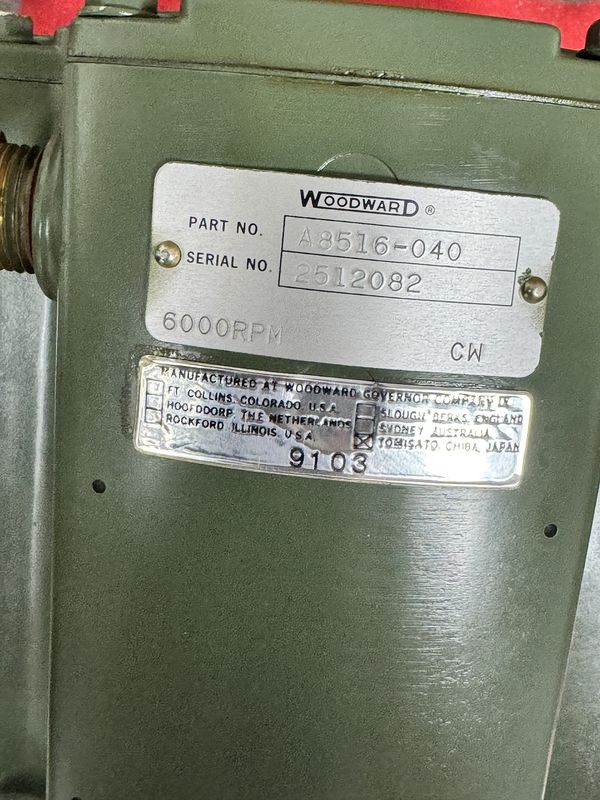 WOODWARD®
PART NO. A8516-040
SERIAL NO. 2512082
6000RPM CW
MANUFACTURED AT WOODWARD GOVERNOR COMPANY IN
FT. COLLINS, COLORADO, U.S.A.
HOOFDDORP, THE NETHERLANDS
ROCKFORD, ILLINOIS, U.S.A.
SLOUGH, BERKS, ENGLAND
SYDNEY, AUSTRALIA
TOMISATO, CHIBA, JAPAN
9103